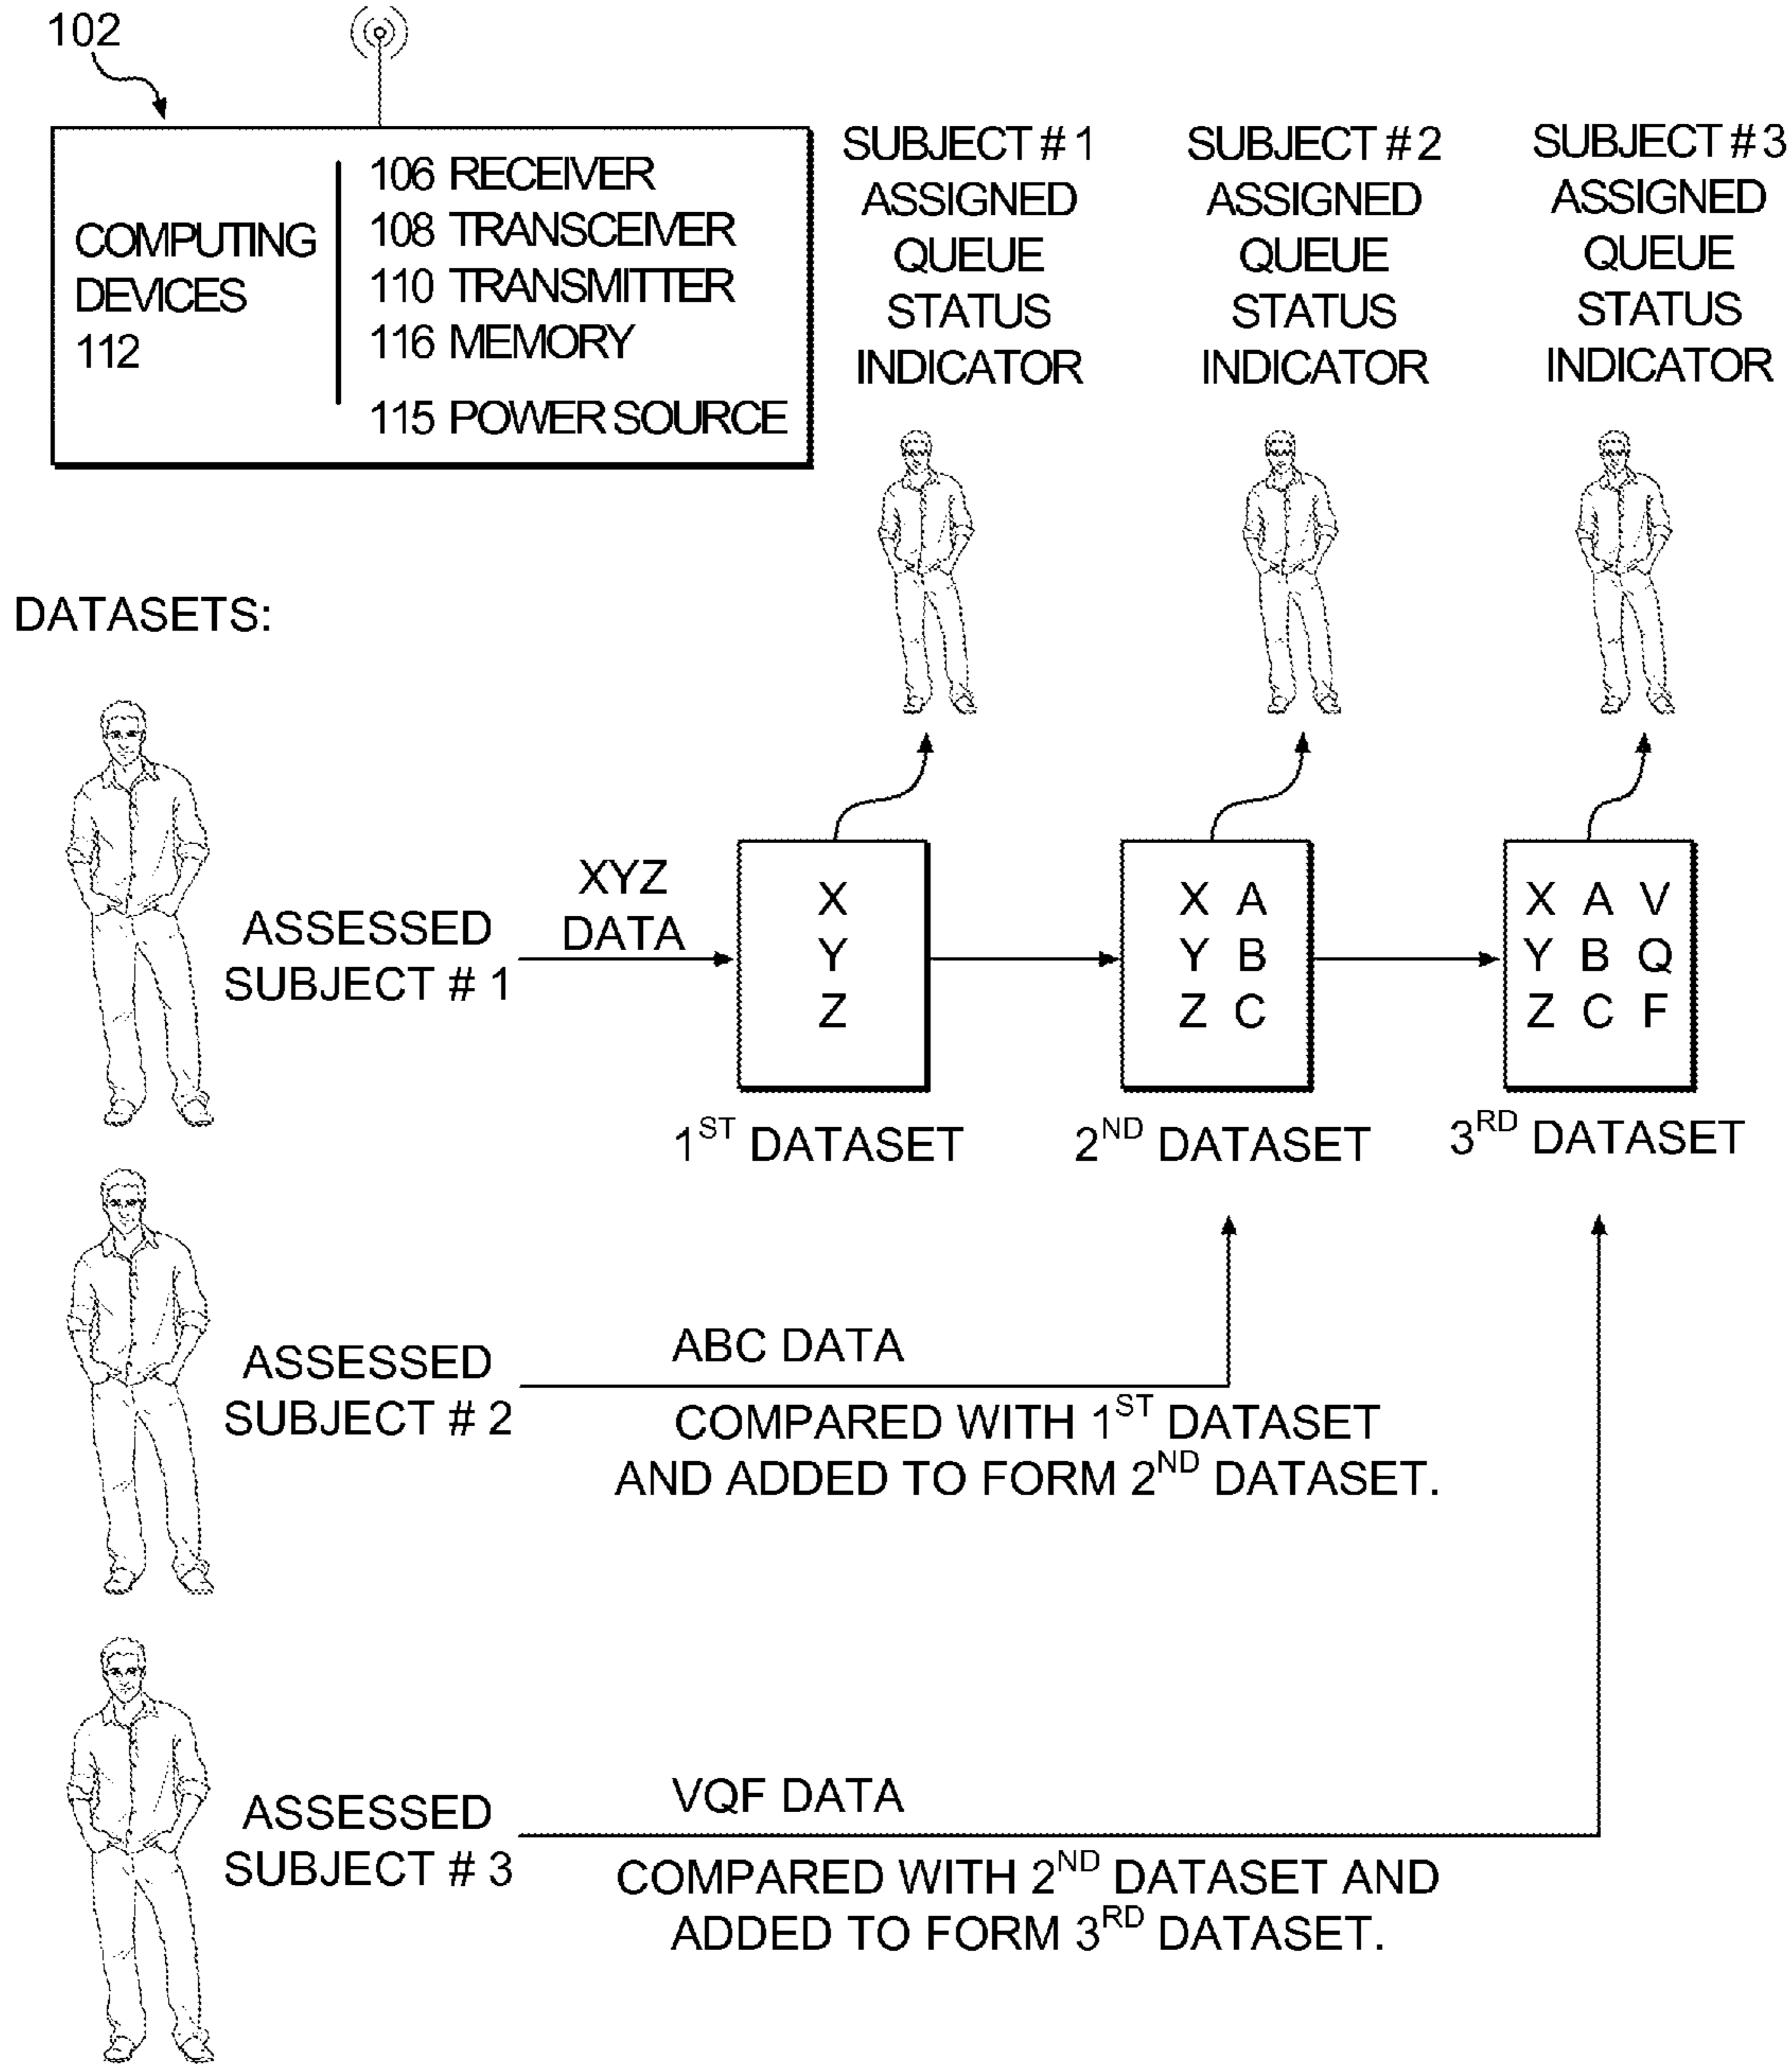 102
COMPUTING
DEVICES
112
106 RECEIVER
108 TRANSCEIVER
110 TRANSMITTER
116 MEMORY
115 POWER SOURCE
SUBJECT # 1
ASSIGNED
QUEUE
STATUS
INDICATOR
SUBJECT # 2
ASSIGNED
QUEUE
STATUS
INDICATOR
SUBJECT # 3
ASSIGNED
QUEUE
STATUS
INDICATOR
DATASETS:
ASSESSED
SUBJECT # 1
XYZ
DATA
X
Y
Z
1ST DATASET
X A
Y B
Z C
2ND DATASET
X A V
Y B Q
Z C F
3RD DATASET
ASSESSED
SUBJECT # 2
ABC DATA
COMPARED WITH 1ST DATASET
AND ADDED TO FORM 2ND DATASET.
ASSESSED
SUBJECT # 3
VQF DATA
COMPARED WITH 2ND DATASET AND
ADDED TO FORM 3RD DATASET.